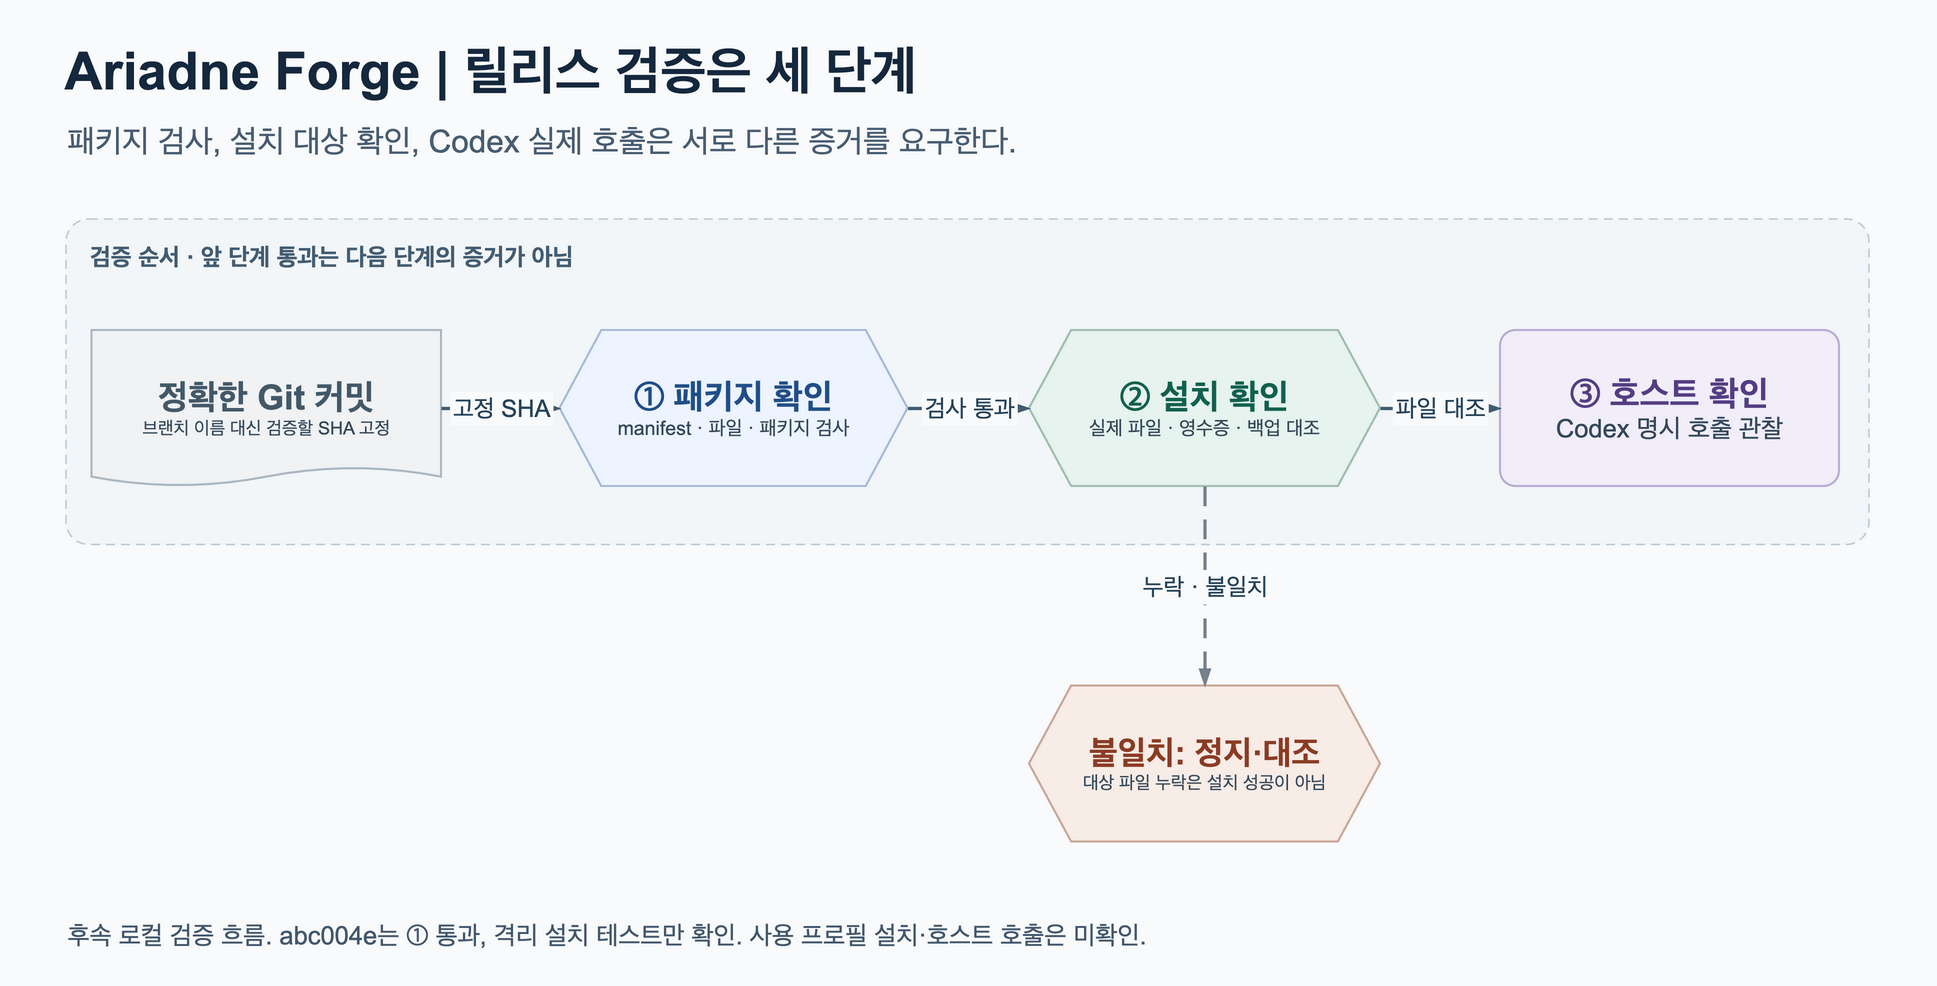 Ariadne Forge | 릴리스 검증은 세 단계
패키지 검사, 설치 대상 확인, Codex 실제 호출은 서로 다른 증거를 요구한다.
검증 순서 · 앞 단계 통과는 다음 단계의 증거가 아님
정확한 Git 커밋
브랜치 이름 대신 검증할 SHA 고정
고정 SHA
① 패키지 확인
manifest · 파일 · 패키지 검사
검사 통과
② 설치 확인
실제 파일 · 영수증 · 백업 대조
파일 대조
③ 호스트 확인
Codex 명시 호출 관찰
누락 · 불일치
불일치: 정지·대조
대상 파일 누락은 설치 성공이 아님
후속 로컬 검증 흐름. abc004e는 ① 통과, 격리 설치 테스트만 확인. 사용 프로필 설치·호스트 호출은 미확인.